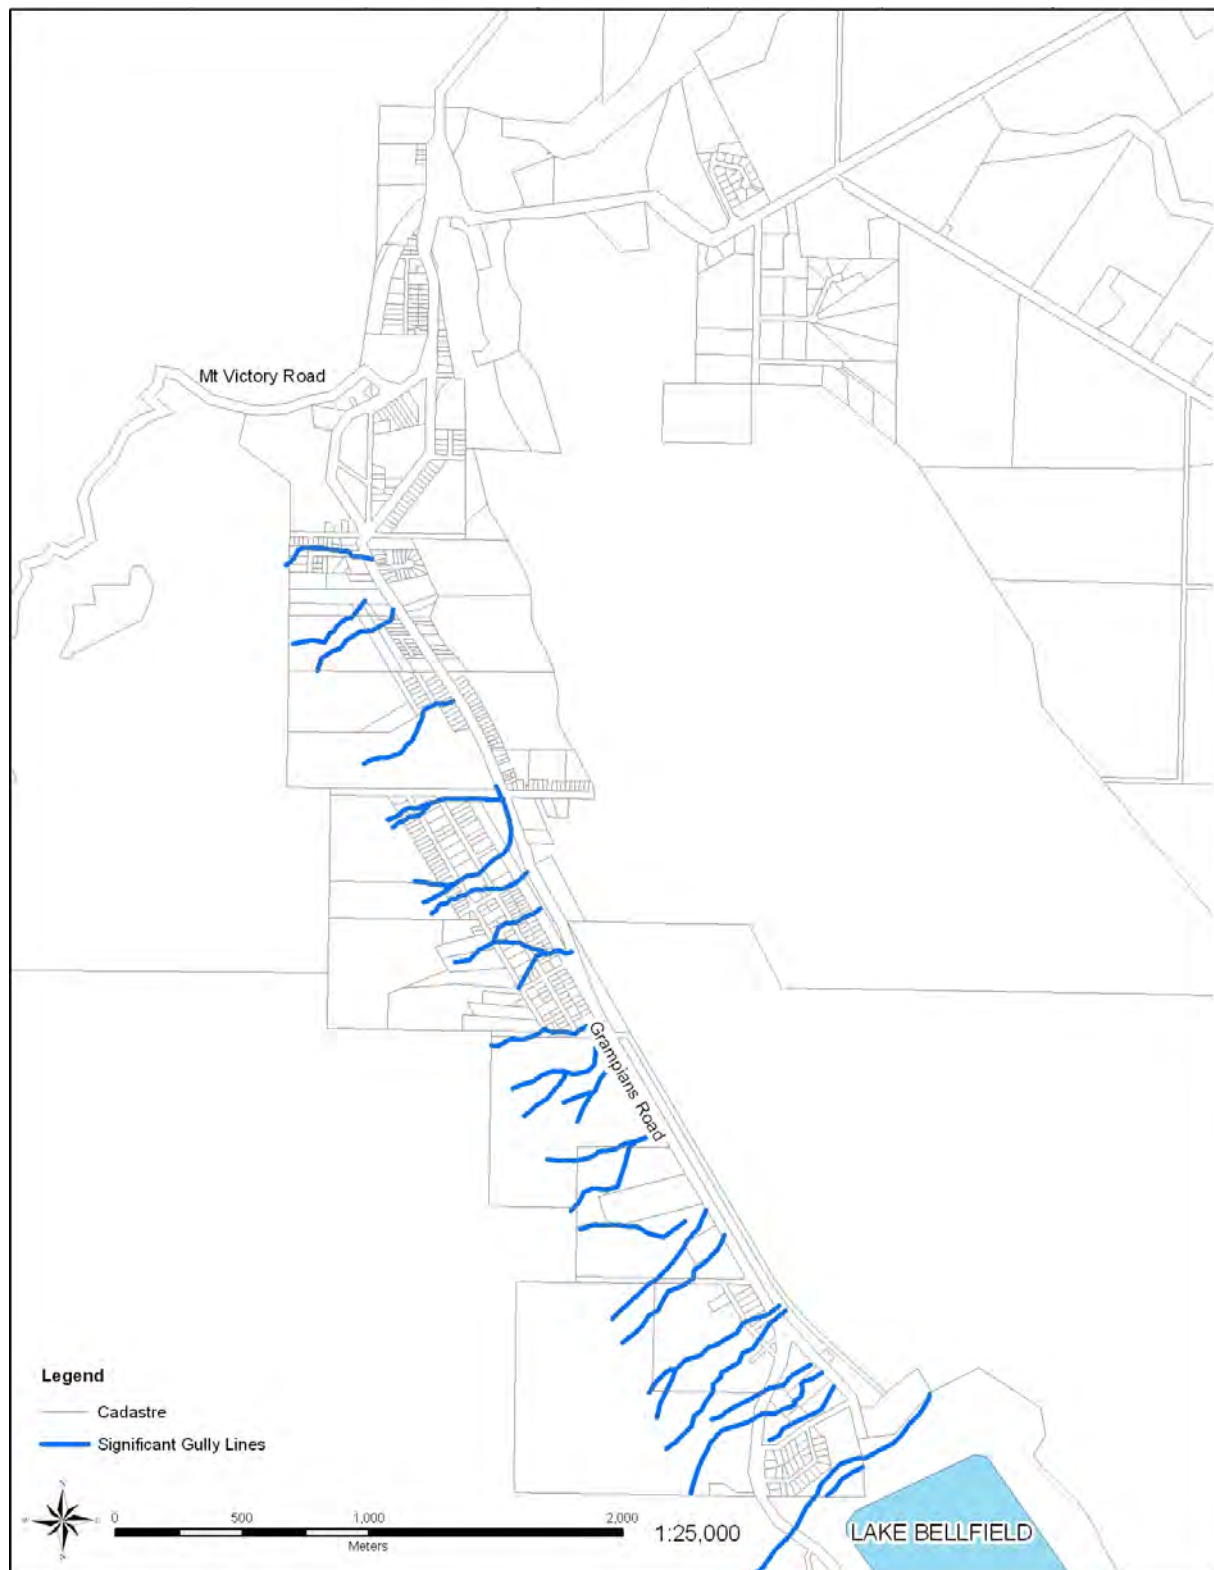 Mt Victory Road
Grampians Road
Legend
Cadastre
Significant Gully Lines
N
0 500 1,000 2,000
Meters
1:25,000
LAKE BELLFIELD